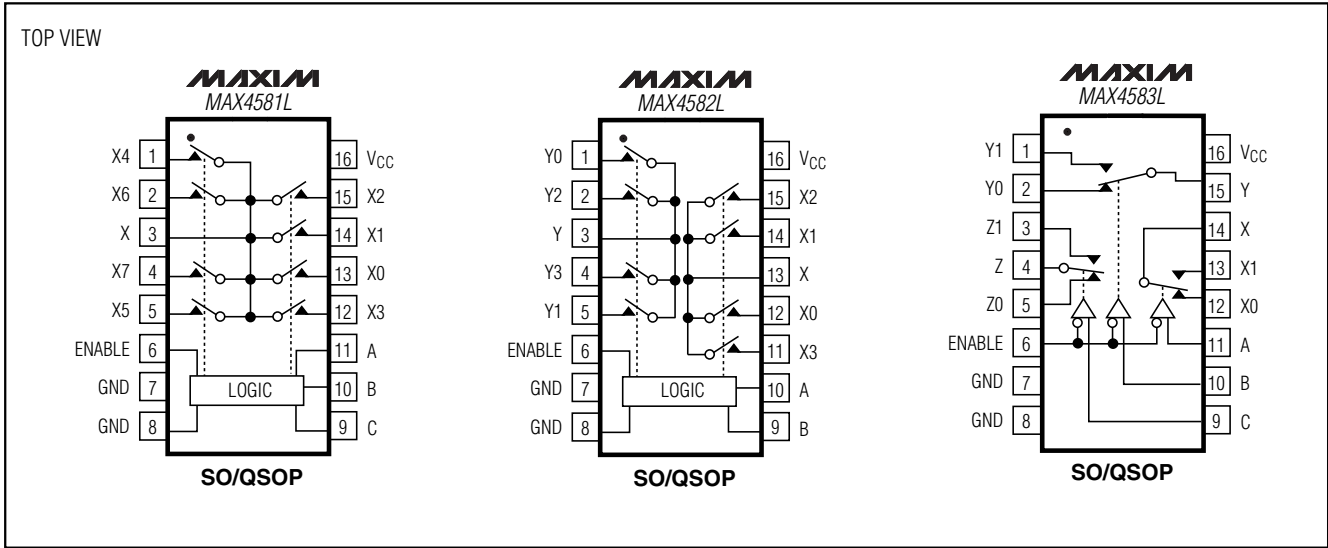 TOP VIEW
MAXIM
MAX4581L
X4 1
X6 2
X 3
X7 4
X5 5
ENABLE 6
GND 7
GND 8
16 VCC
15 X2
14 X1
13 X0
12 X3
11 A
10 B
9 C
LOGIC
SO/QSOP
MAXIM
MAX4582L
Y0 1
Y2 2
Y 3
Y3 4
Y1 5
ENABLE 6
GND 7
GND 8
16 VCC
15 X2
14 X1
13 X
12 X0
11 X3
10 A
9 B
LOGIC
SO/QSOP
MAXIM
MAX4583L
Y1 1
Y0 2
Z1 3
Z 4
Z0 5
ENABLE 6
GND 7
GND 8
16 VCC
15 Y
14 X
13 X1
12 X0
11 A
10 B
9 C
SO/QSOP